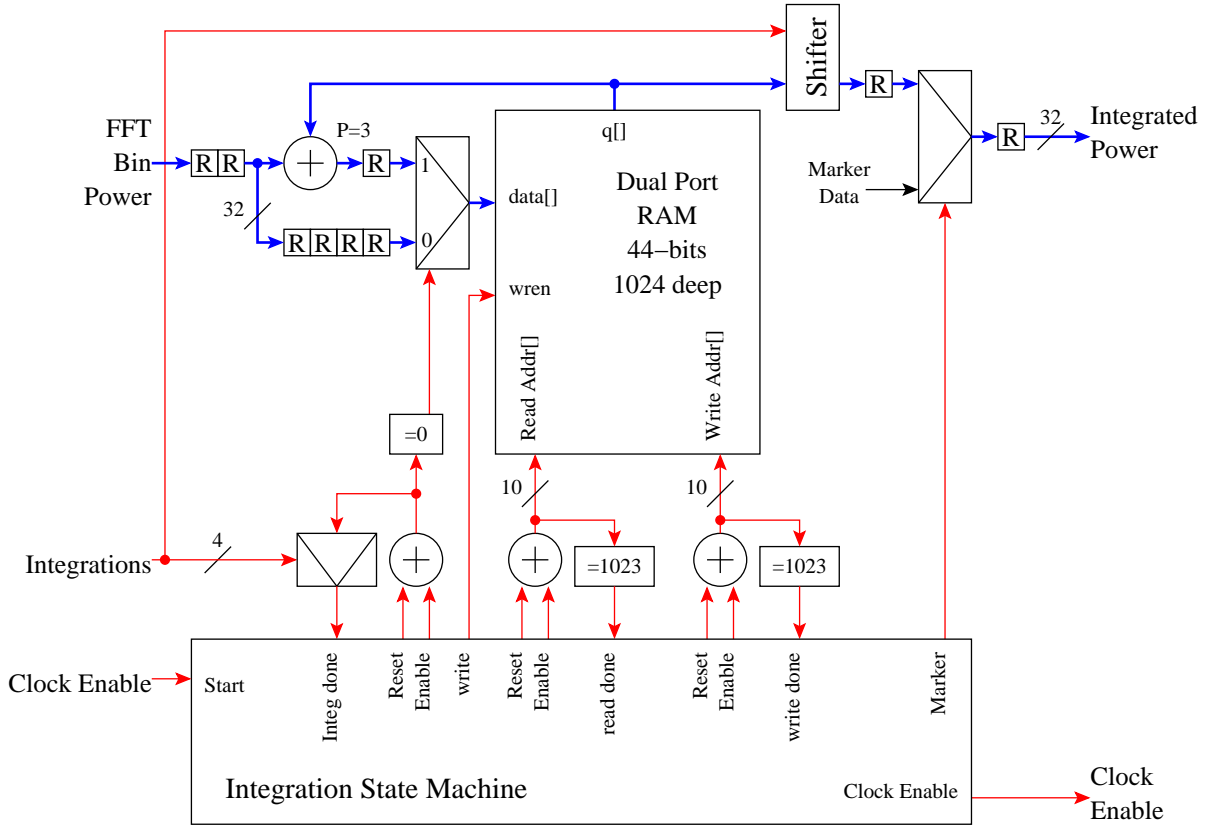 Shifter
R
FFT
Bin
Power
R R
P=3
R
1
0
32
R R R R
q[]
data[]
wren
Dual Port
RAM
44−bits
1024 deep
Read Addr[]
Write Addr[]
Marker
Data
R
32
Integrated
Power
=0
10
10
Integrations
4
=1023
=1023
Clock Enable
Start
Integ done
Reset
Enable
write
Reset
Enable
read done
Reset
Enable
write done
Marker
Integration State Machine
Clock Enable
Clock
Enable